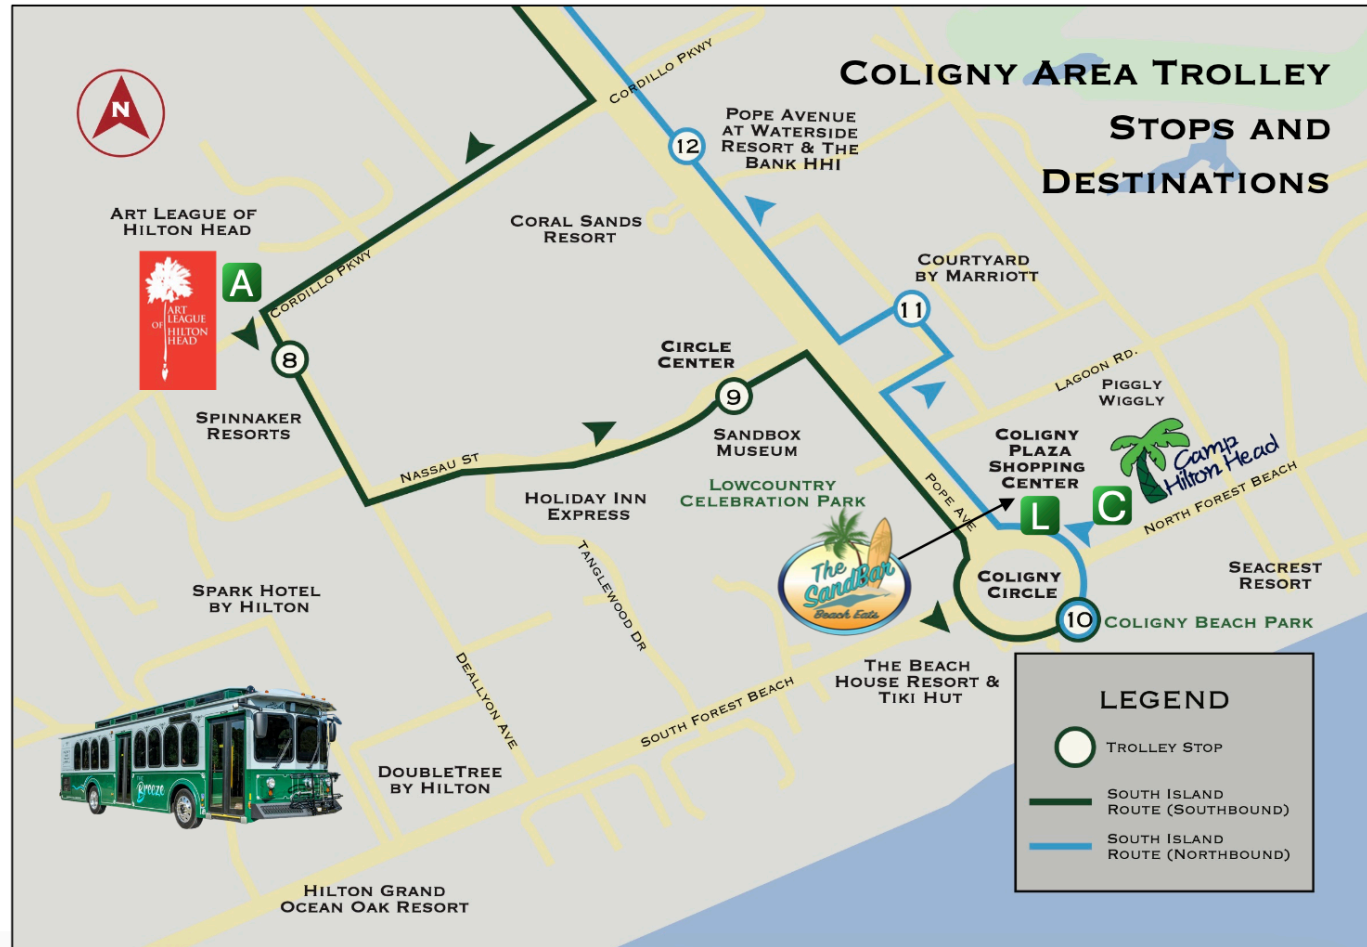 N
COLIGNY AREA TROLLEY
STOPS AND
DESTINATIONS
CORDILLO PKWY
12
POPE AVENUE
AT WATERSIDE
RESORT & THE
BANK HHI
ART LEAGUE OF
HILTON HEAD
A
ART
LEAGUE
OF HILTON
HEAD
CORDILLO PKWY
CORAL SANDS
RESORT
COURTYARD
BY MARRIOTT
11
8
CIRCLE
CENTER
9
LAGOON RD.
PIGGLY
WIGGLY
SPINNAKER
RESORTS
SANDBOX
MUSEUM
COLIGNY
PLAZA
SHOPPING
CENTER
Camp
Hilton Head
NASSAU ST
LOWCOUNTRY
CELEBRATION PARK
HOLIDAY INN
EXPRESS
POPE AVE
L
C
NORTH FOREST BEACH
TANGLEWOOD DR
The
SandBar
Beach Eats
COLIGNY
CIRCLE
SEACREST
RESORT
SPARK HOTEL
BY HILTON
10
COLIGNY BEACH PARK
DEALLYON AVE
SOUTH FOREST BEACH
THE BEACH
HOUSE RESORT &
TIKI HUT
LEGEND
TROLLEY STOP
SOUTH ISLAND
ROUTE (SOUTHBOUND)
SOUTH ISLAND
ROUTE (NORTHBOUND)
The
Breeze
DOUBLETREE
BY HILTON
HILTON GRAND
OCEAN OAK RESORT